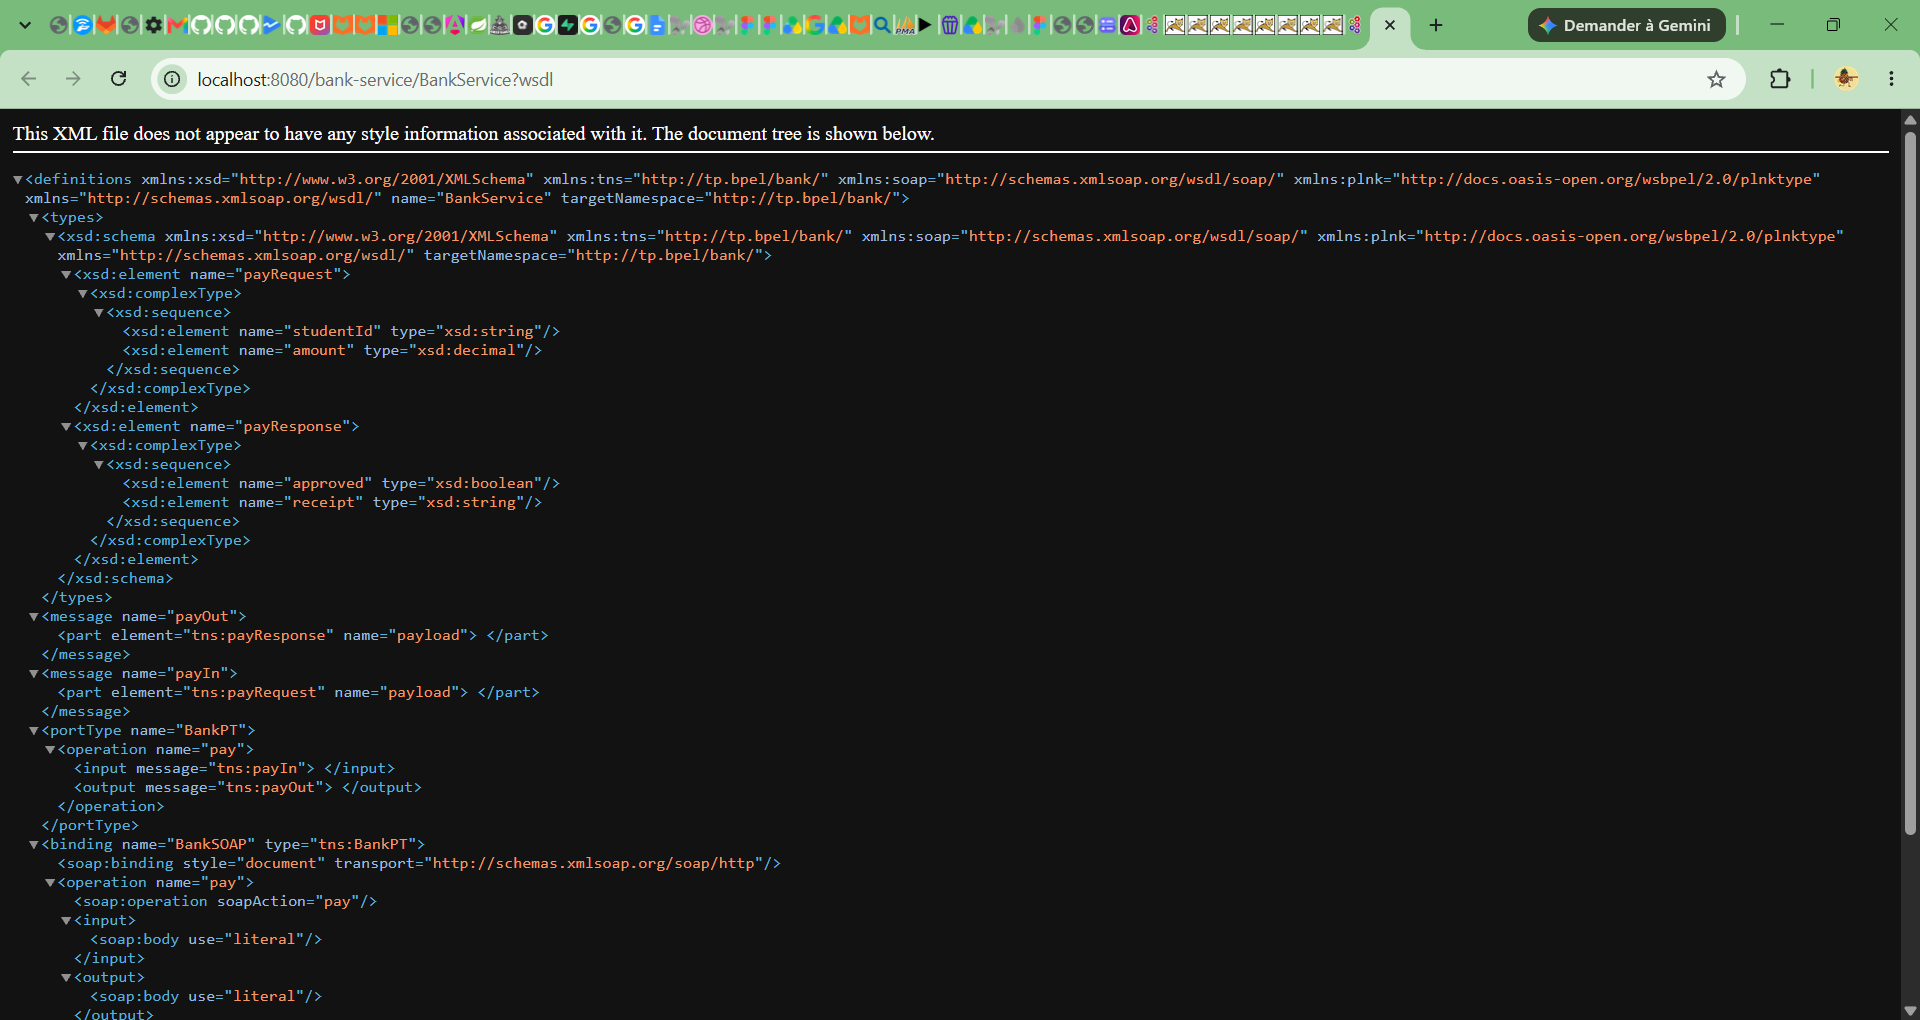 Demander à Gemini
localhost:8080/bank-service/BankService?wsdl
This XML file does not appear to have any style information associated with it. The document tree is shown below.
▼<definitions xmlns:xsd="http://www.w3.org/2001/XMLSchema" xmlns:tns="http://tp.bpel/bank/" xmlns:soap="http://schemas.xmlsoap.org/wsdl/soap/" xmlns:plnk="http://docs.oasis-open.org/wsbpel/2.0/plnktype"
xmlns="http://schemas.xmlsoap.org/wsdl/" name="BankService" targetNamespace="http://tp.bpel/bank/">
▼<types>
▼<xsd:schema xmlns:xsd="http://www.w3.org/2001/XMLSchema" xmlns:tns="http://tp.bpel/bank/" xmlns:soap="http://schemas.xmlsoap.org/wsdl/soap/" xmlns:plnk="http://docs.oasis-open.org/wsbpel/2.0/plnktype"
xmlns="http://schemas.xmlsoap.org/wsdl/" targetNamespace="http://tp.bpel/bank/">
▼<xsd:element name="payRequest">
▼<xsd:complexType>
▼<xsd:sequence>
<xsd:element name="studentId" type="xsd:string"/>
<xsd:element name="amount" type="xsd:decimal"/>
</xsd:sequence>
</xsd:complexType>
</xsd:element>
▼<xsd:element name="payResponse">
▼<xsd:complexType>
▼<xsd:sequence>
<xsd:element name="approved" type="xsd:boolean"/>
<xsd:element name="receipt" type="xsd:string"/>
</xsd:sequence>
</xsd:complexType>
</xsd:element>
</xsd:schema>
</types>
▼<message name="payOut">
<part element="tns:payResponse" name="payload"> </part>
</message>
▼<message name="payIn">
<part element="tns:payRequest" name="payload"> </part>
</message>
▼<portType name="BankPT">
▼<operation name="pay">
<input message="tns:payIn"> </input>
<output message="tns:payOut"> </output>
</operation>
</portType>
▼<binding name="BankSOAP" type="tns:BankPT">
<soap:binding style="document" transport="http://schemas.xmlsoap.org/soap/http"/>
▼<operation name="pay">
<soap:operation soapAction="pay"/>
▼<input>
<soap:body use="literal"/>
</input>
▼<output>
<soap:body use="literal"/>
</output>